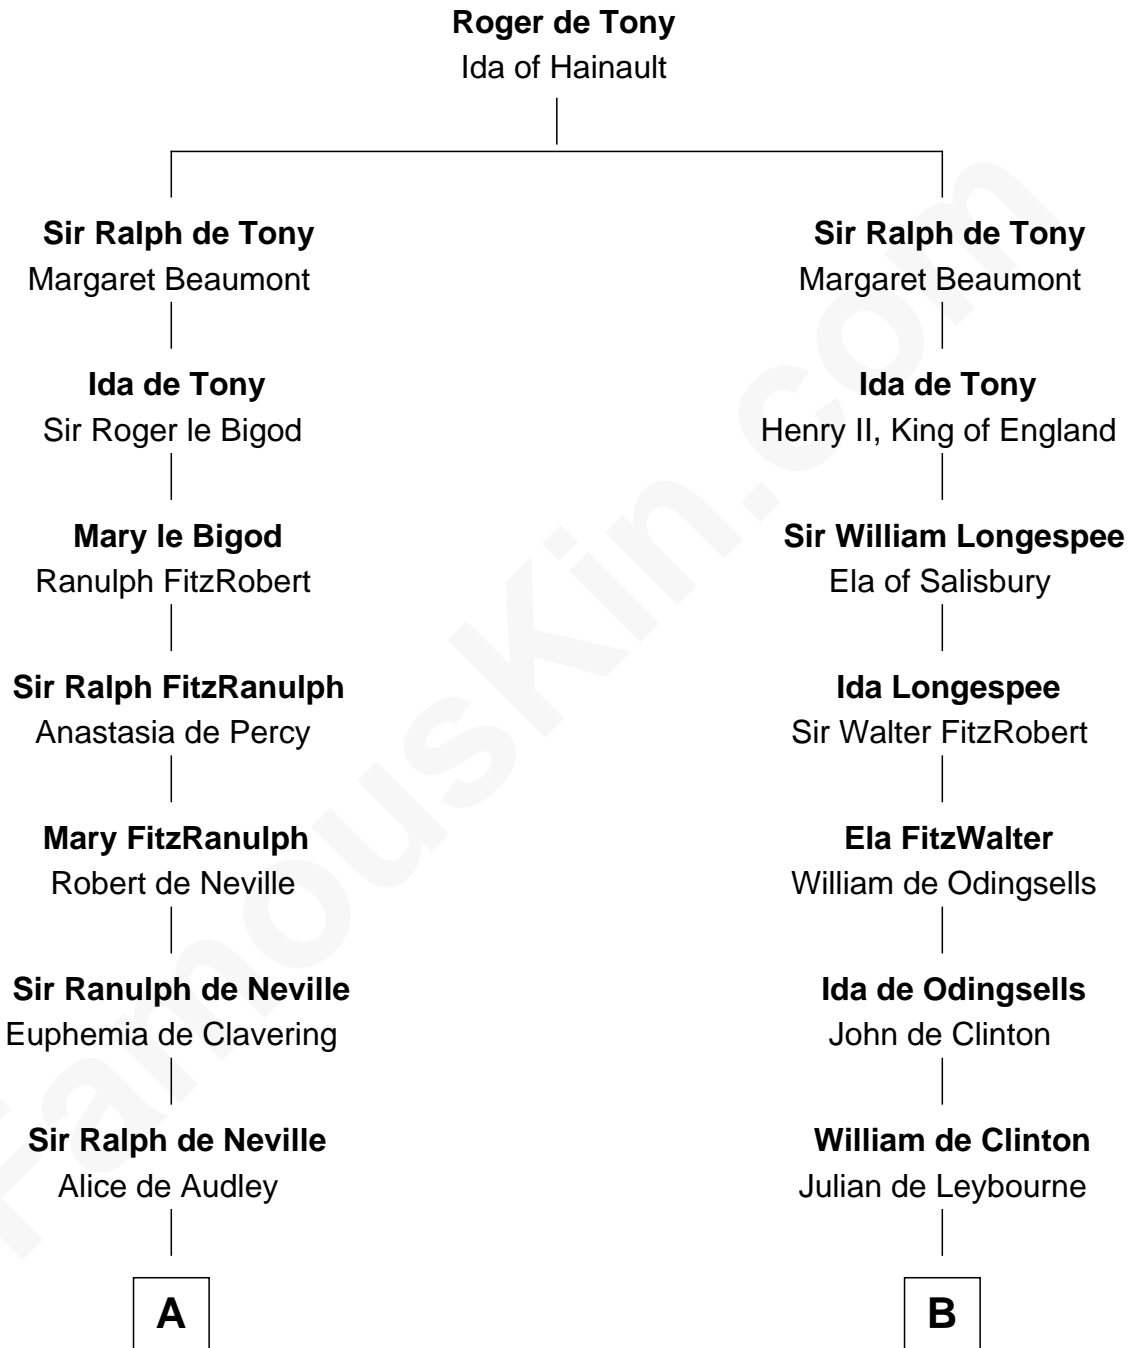 Roger de Tony
Ida of Hainault
Sir Ralph de Tony
Margaret Beaumont
Sir Ralph de Tony
Margaret Beaumont
Ida de Tony
Sir Roger le Bigod
Ida de Tony
Henry II, King of England
Mary le Bigod
Ranulph FitzRobert
Sir William Longespee
Ela of Salisbury
Sir Ralph FitzRanulph
Anastasia de Percy
Ida Longespee
Sir Walter FitzRobert
Mary FitzRanulph
Robert de Neville
Ela FitzWalter
William de Odingsells
Sir Ranulph de Neville
Euphemia de Clavering
Ida de Odingsells
John de Clinton
Sir Ralph de Neville
Alice de Audley
William de Clinton
Julian de Leybourne
A
B
FamousKin.com